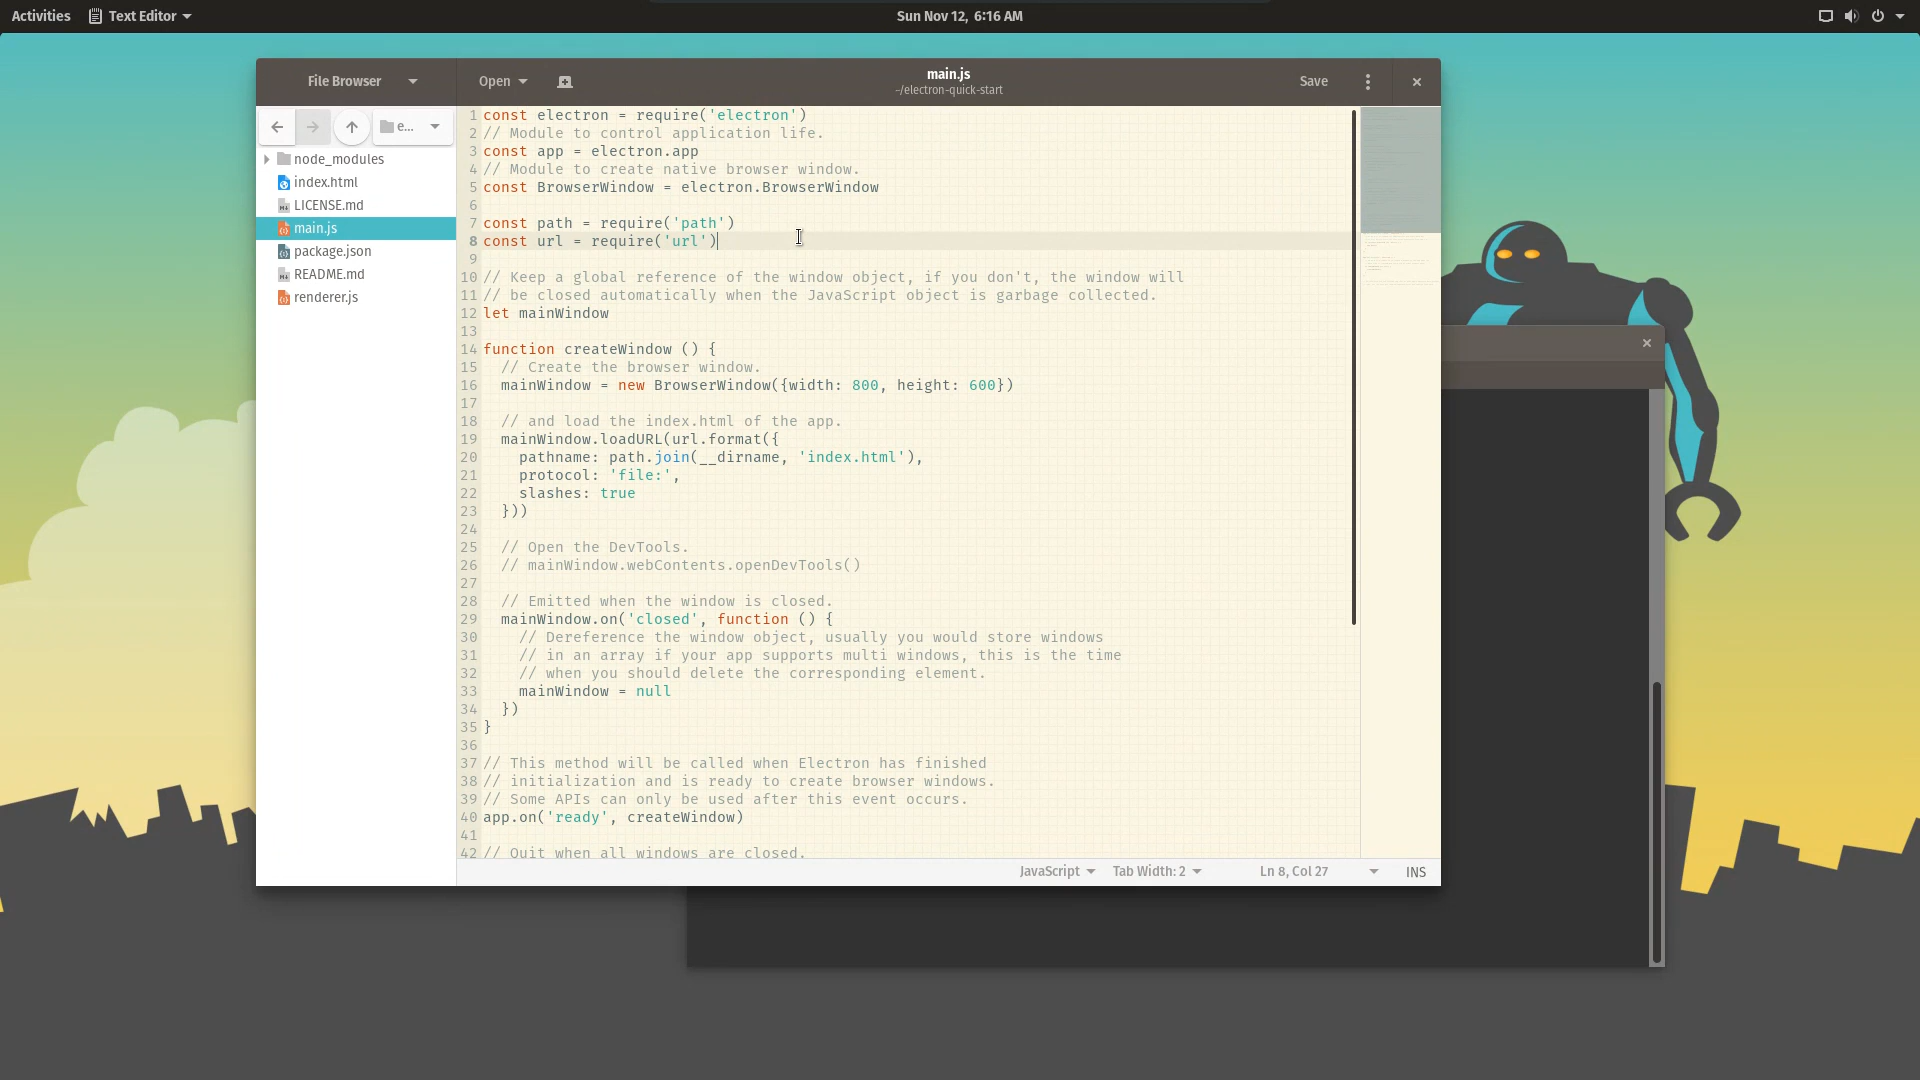 Activities
Text Editor
Sun Nov 12, 6:16 AM
File Browser
Open
main.js
~/electron-quick-start
Save
e...
node_modules
index.html
LICENSE.md
main.js
package.json
README.md
renderer.js
1 const electron = require('electron')
2 // Module to control application life.
3 const app = electron.app
4 // Module to create native browser window.
5 const BrowserWindow = electron.BrowserWindow
6
7 const path = require('path')
8 const url = require('url')
9
10 // Keep a global reference of the window object, if you don't, the window will
11 // be closed automatically when the JavaScript object is garbage collected.
12 let mainWindow
13
14 function createWindow () {
15   // Create the browser window.
16   mainWindow = new BrowserWindow({width: 800, height: 600})
17
18   // and load the index.html of the app.
19   mainWindow.loadURL(url.format({
20     pathname: path.join(__dirname, 'index.html'),
21     protocol: 'file:',
22     slashes: true
23   }))
24
25   // Open the DevTools.
26   // mainWindow.webContents.openDevTools()
27
28   // Emitted when the window is closed.
29   mainWindow.on('closed', function () {
30     // Dereference the window object, usually you would store windows
31     // in an array if your app supports multi windows, this is the time
32     // when you should delete the corresponding element.
33     mainWindow = null
34   })
35 }
36
37 // This method will be called when Electron has finished
38 // initialization and is ready to create browser windows.
39 // Some APIs can only be used after this event occurs.
40 app.on('ready', createWindow)
41
42 // Quit when all windows are closed.
JavaScript
Tab Width: 2
Ln 8, Col 27
INS